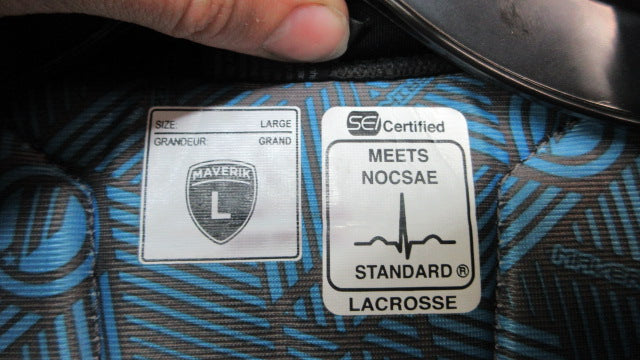 SIZE: LARGE
GRANDEUR: GRAND
MAVERIK
L
SEI Certified
MEETS
NOCSAE
STANDARD®
LACROSSE